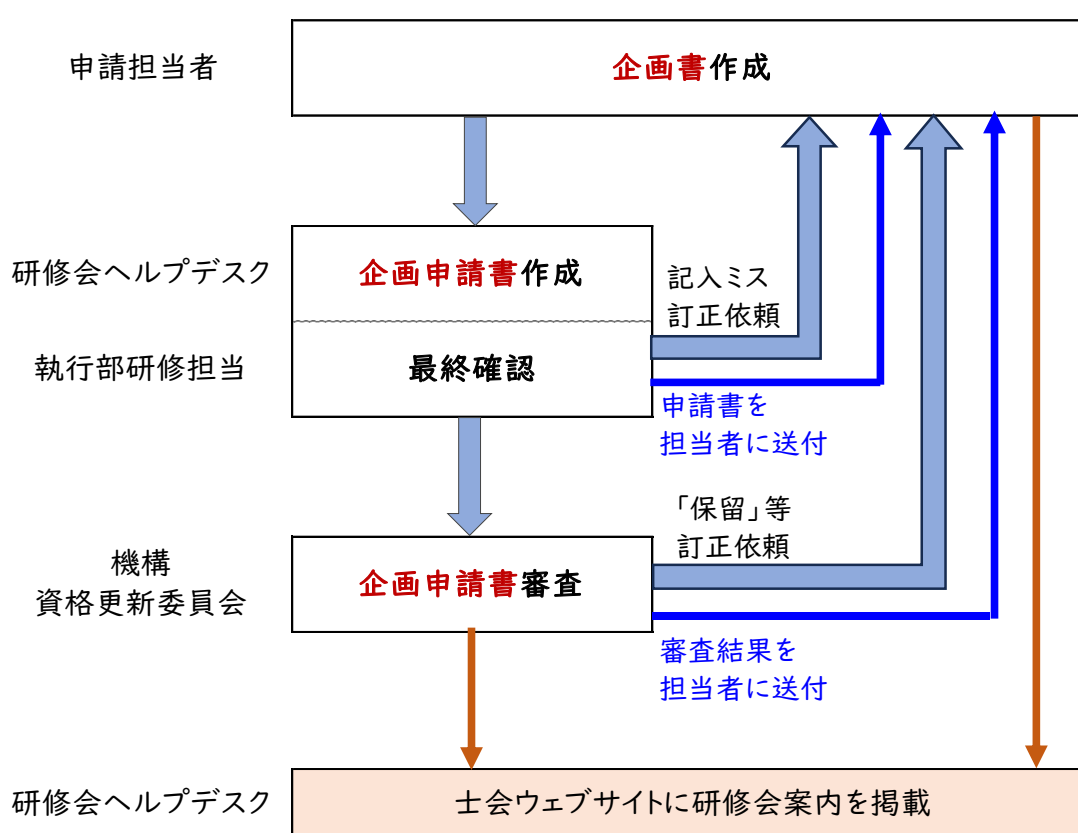 申請担当者
企画書作成
研修会ヘルプデスク
企画申請書作成
記入ミス
訂正依頼
執行部研修担当
最終確認
申請書を
担当者に送付
「保留」等
訂正依頼
機構
資格更新委員会
企画申請書審査
審査結果を
担当者に送付
研修会ヘルプデスク
士会ウェブサイトに研修会案内を掲載